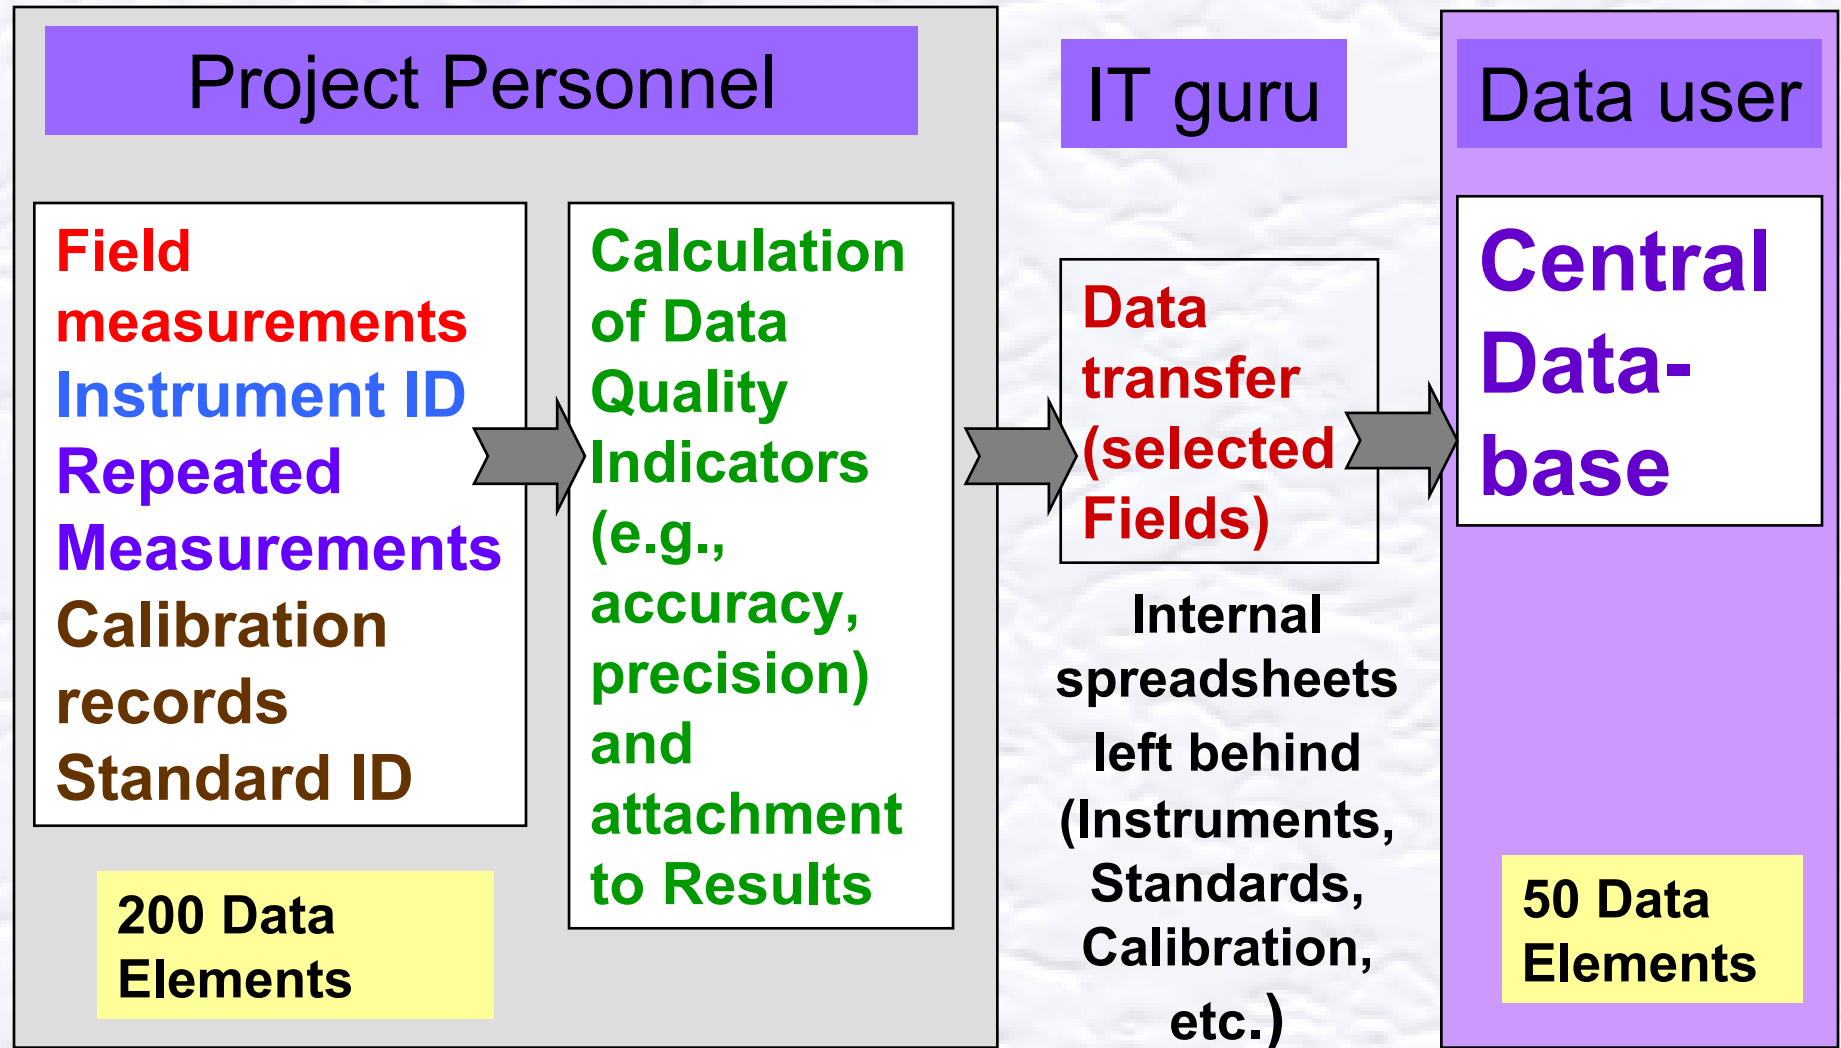 Project Personnel
Field
measurements
Instrument ID
Repeated
Measurements
Calibration
records
Standard ID
200 Data
Elements
Calculation
of Data
Quality
Indicators
(e.g.,
accuracy,
precision)
and
attachment
to Results
IT guru
Data
transfer
(selected
Fields)
Internal
spreadsheets
left behind
(Instruments,
Standards,
Calibration,
etc.)
Data user
Central
Data-
base
50 Data
Elements